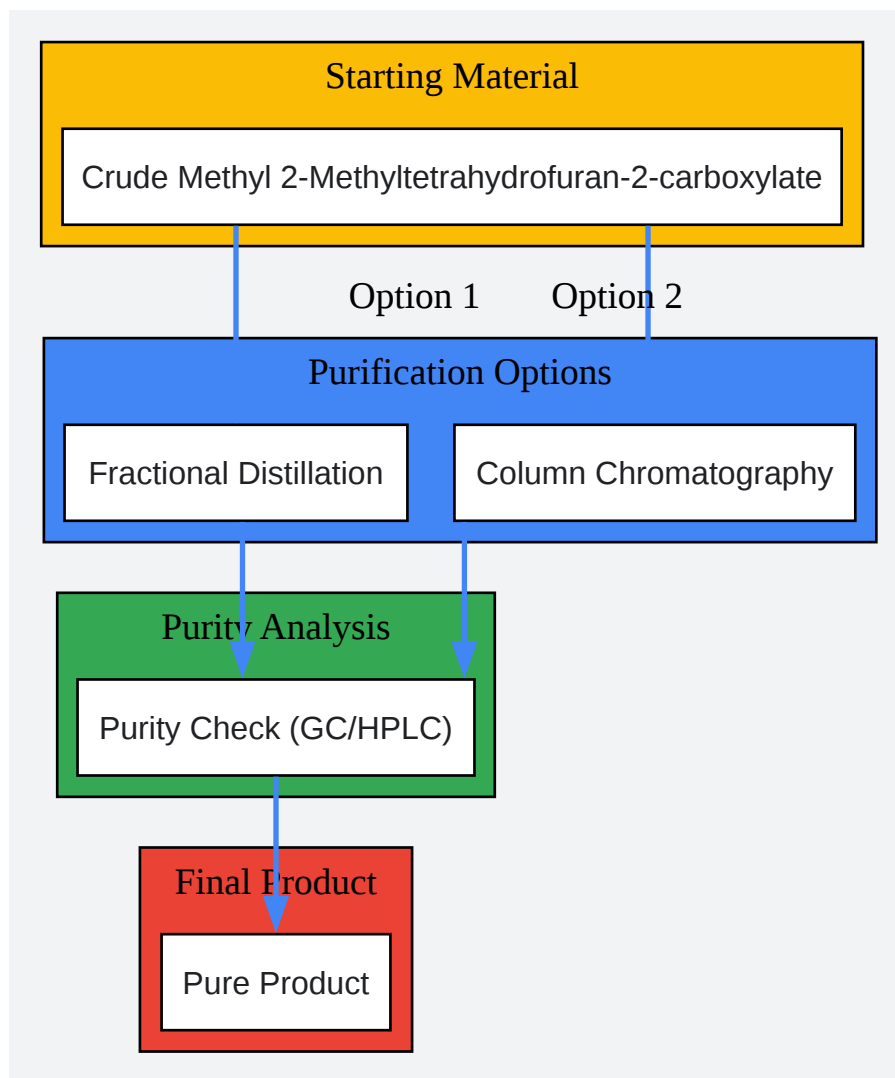 Starting Material
Crude Methyl 2-Methyltetrahydrofuran-2-carboxylate
Option 1
Option 2
Purification Options
Fractional Distillation
Column Chromatography
Purity Analysis
Purity Check (GC/HPLC)
Final Product
Pure Product